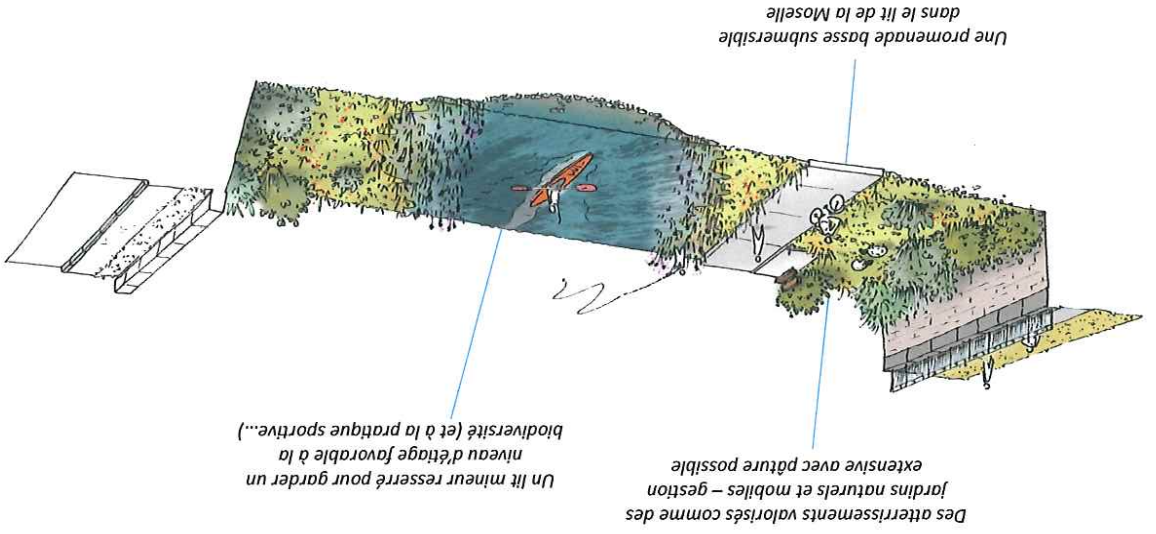 Des atterrissements valorisés comme des
jardins naturels et mobiles – gestion
extensive avec pâture possible
Un lit mineur resserré pour garder un
niveau d'étiage favorable à la
biodiversité (et à la pratique sportive...)
Une promenade basse submersible
dans le lit de la Moselle